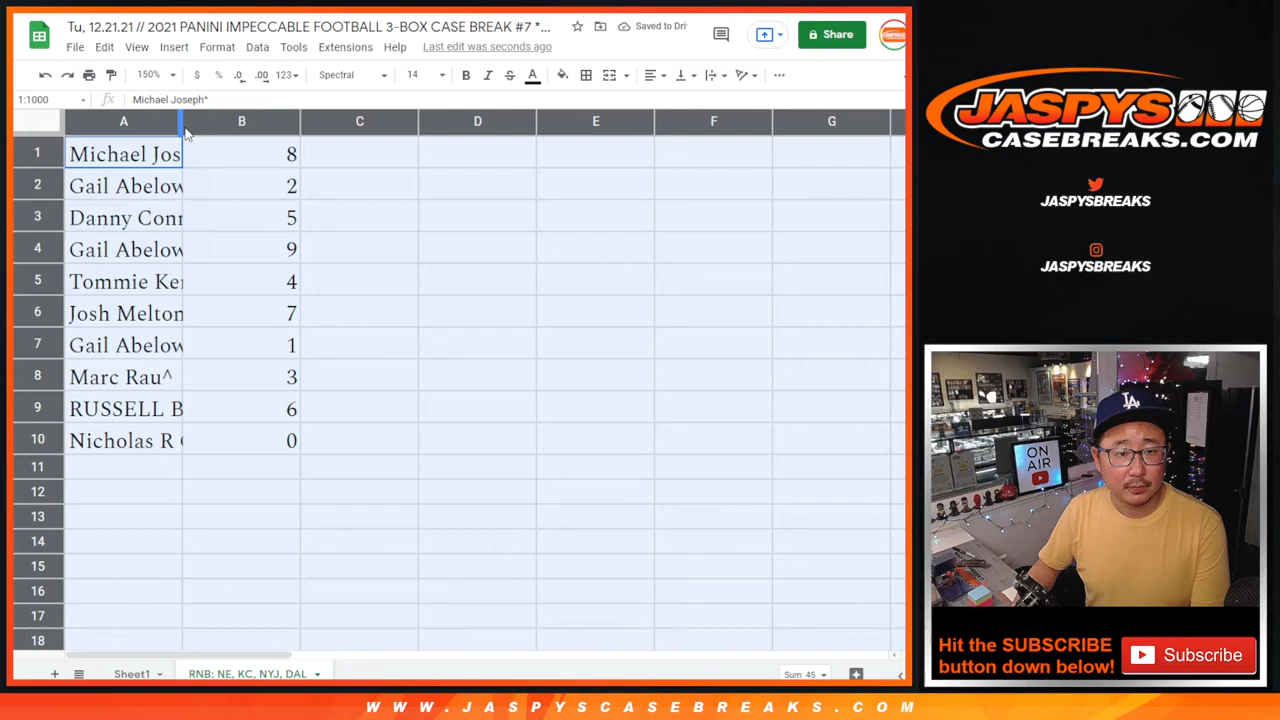 Tu, 12.21.21 // 2021 PANINI IMPECCABLE FOOTBALL 3-BOX CASE BREAK #7 *...
Saved to Dri
File Edit View Insert Format Data Tools Extensions Help Last edit was seconds ago
Share
150% $ % .0 .00 123 Spectral 14 B I S A
1:1000 fx Michael Joseph^
A B C D E F G
1 Michael Jos 8
2 Gail Abelow 2
3 Danny Conn 5
4 Gail Abelow 9
5 Tommie Ker 4
6 Josh Melton 7
7 Gail Abelow 1
8 Marc Rau^ 3
9 RUSSELL B 6
10 Nicholas R 0
11
12
13
14
15
16
17
18
+ Sheet1 RNB: NE, KC, NYJ, DAL Sum: 45
JASPYS
CASEBREAKS.COM
JASPYSBREAKS
JASPYSBREAKS
LA
ON
AIR
Hit the SUBSCRIBE
button down below!
Subscribe
WWW.JASPYSCASEBREAKS.COM